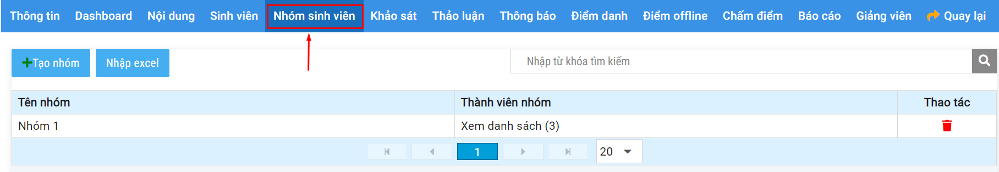 Thông tin Dashboard Nội dung Sinh viên Nhóm sinh viên Khảo sát Thảo luận Thông báo Điểm danh Điểm offline Chấm điểm Báo cáo Giảng viên Quay lại
Tạo nhóm Nhập excel Nhập từ khóa tìm kiếm
Tên nhóm Thành viên nhóm Thao tác
Nhóm 1 Xem danh sách (3)
1 20